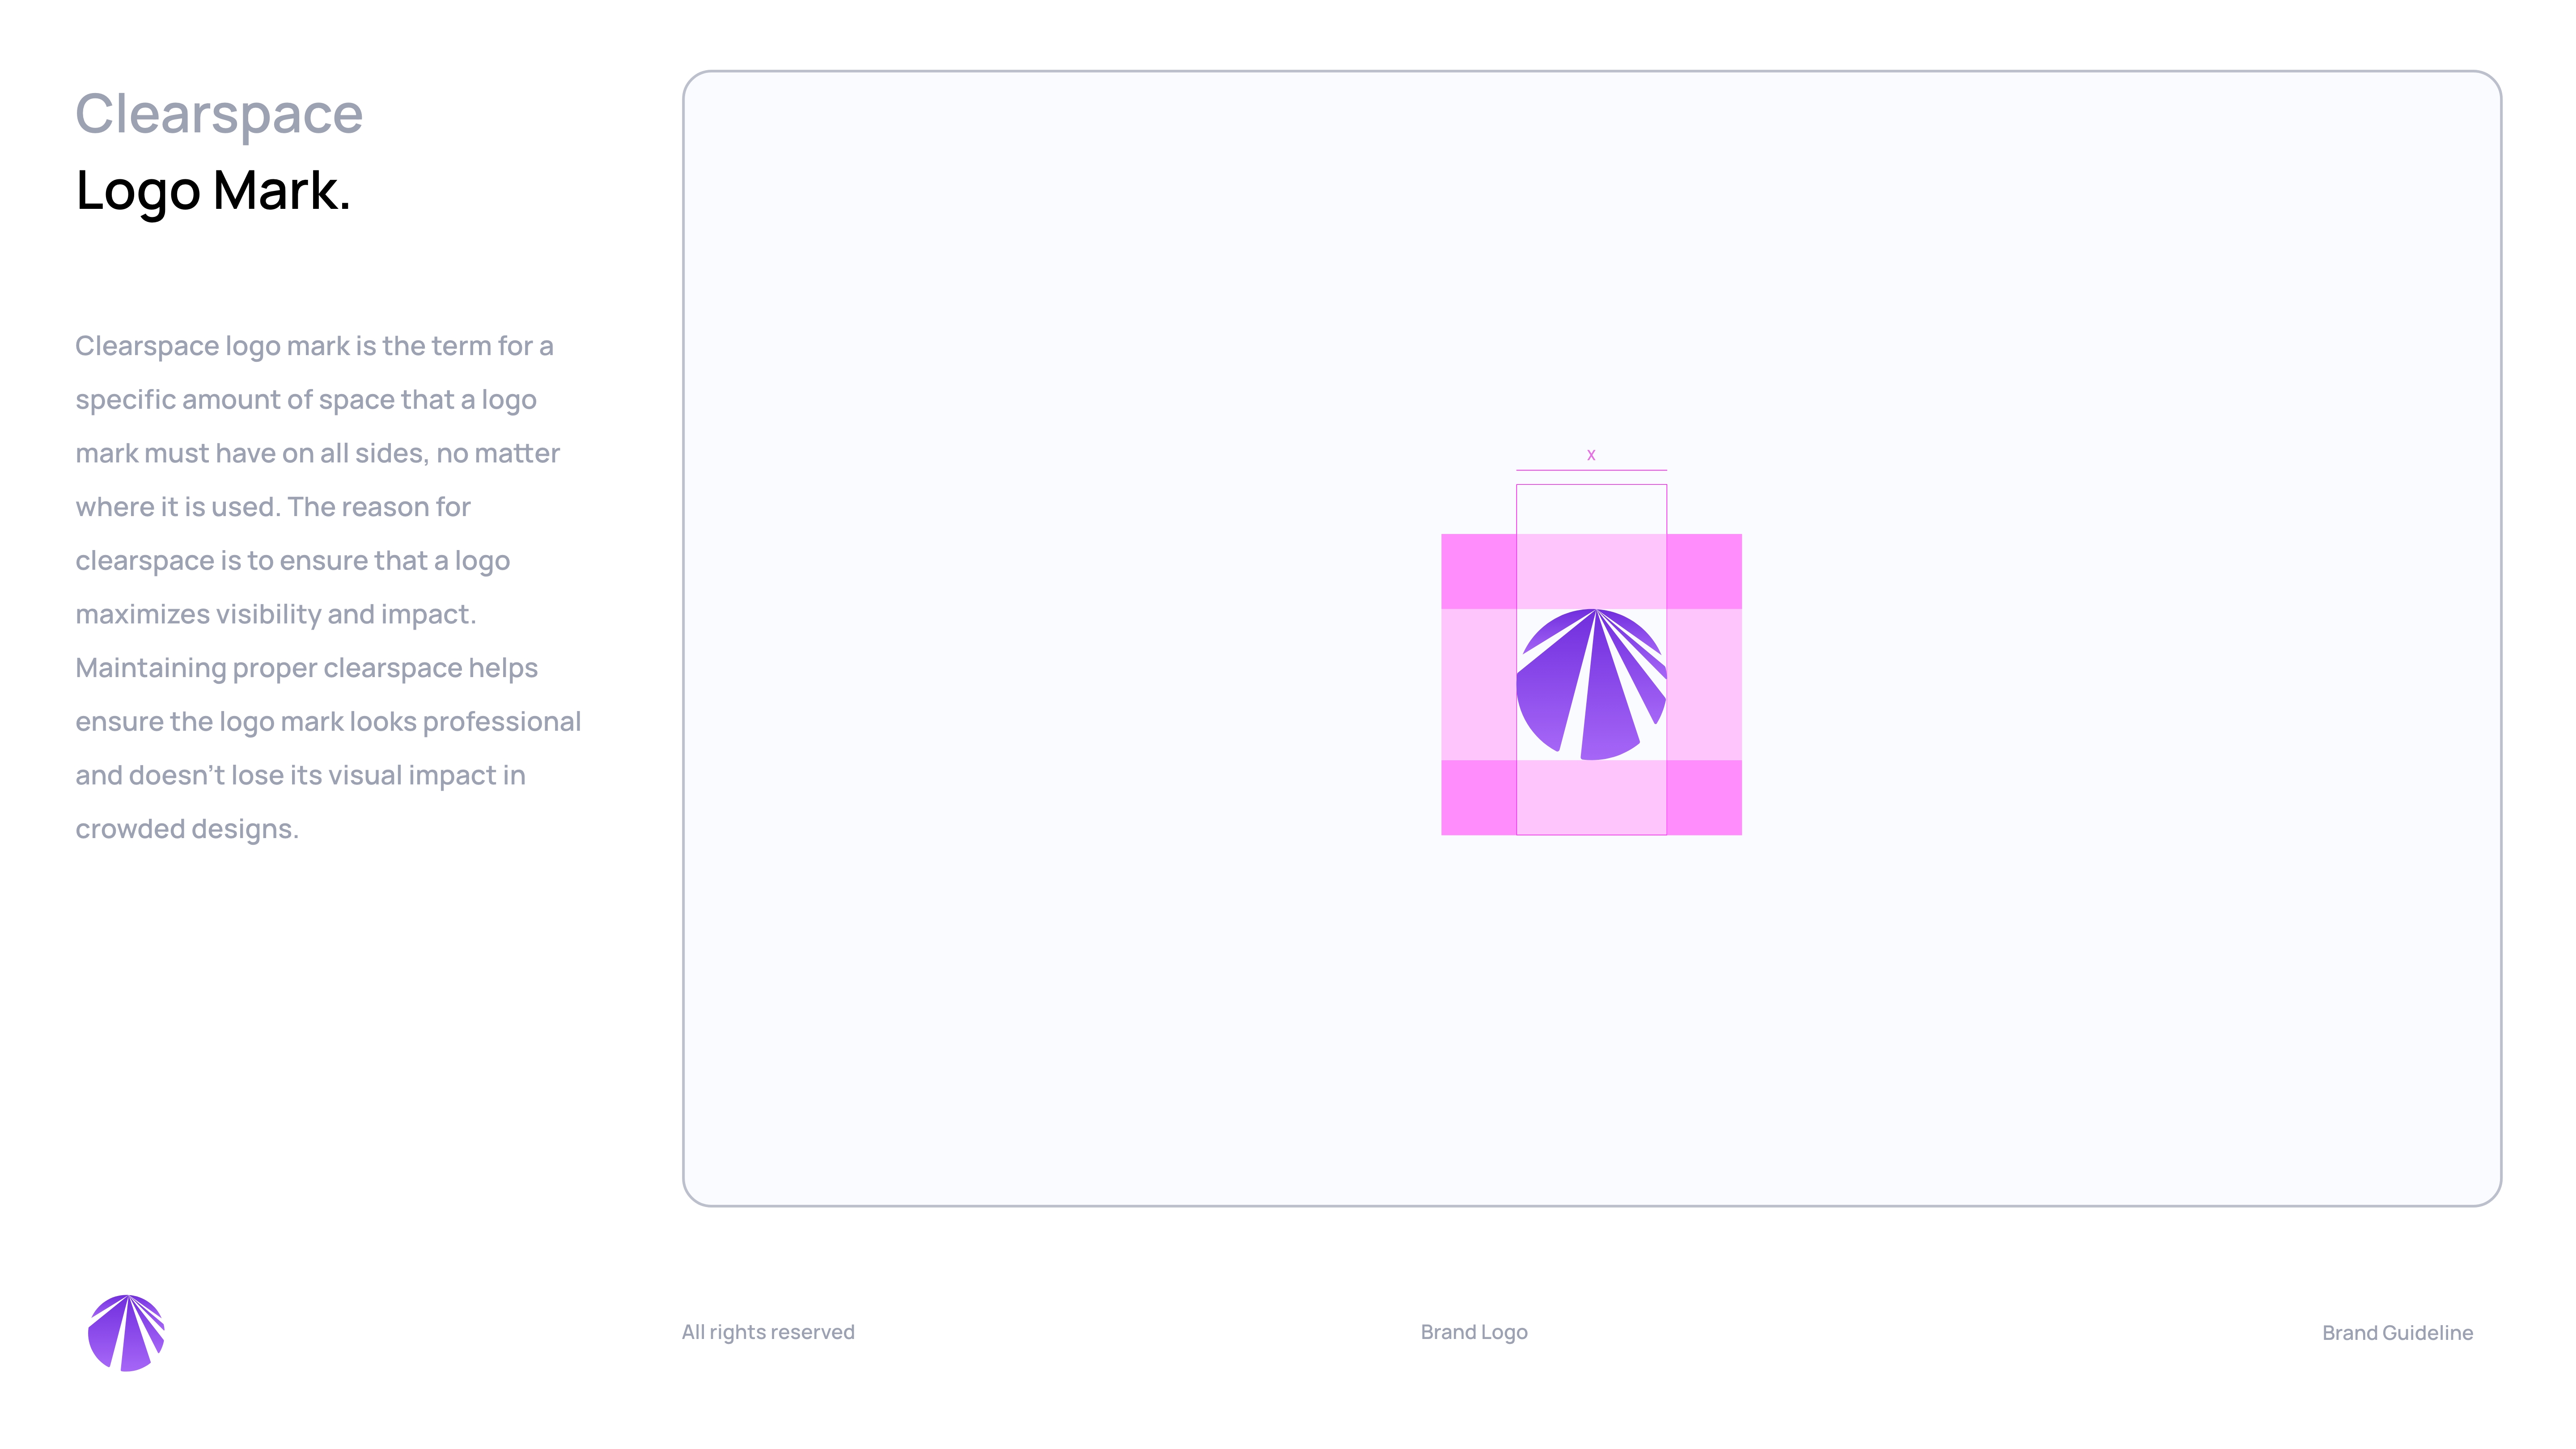 Clearspace
Logo Mark.
Clearspace logo mark is the term for a
specific amount of space that a logo
mark must have on all sides, no matter
where it is used. The reason for
clearspace is to ensure that a logo
maximizes visibility and impact.
Maintaining proper clearspace helps
ensure the logo mark looks professional
and doesn’t lose its visual impact in
crowded designs.
X
All rights reserved
Brand Logo
Brand Guideline